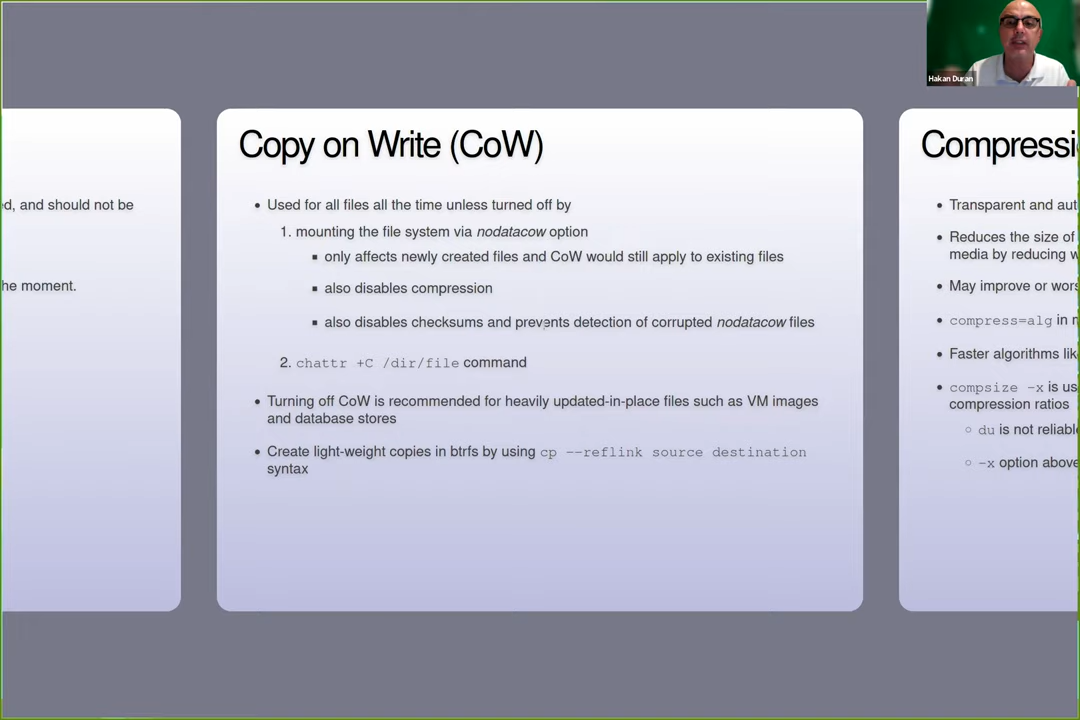 Hakan Duran
ed, and should not be
he moment.
Copy on Write (CoW)
• Used for all files all the time unless turned off by
1. mounting the file system via nodatacow option
▪ only affects newly created files and CoW would still apply to existing files
▪ also disables compression
▪ also disables checksums and prevents detection of corrupted nodatacow files
2. chattr +C /dir/file command
• Turning off CoW is recommended for heavily updated-in-place files such as VM images
and database stores
• Create light-weight copies in btrfs by using cp --reflink source destination
syntax
Compressi
• Transparent and aut
• Reduces the size of
media by reducing w
• May improve or wors
• compress=alg in m
• Faster algorithms lik
• compsize -x is us
compression ratios
○ du is not reliabl
○ -x option above